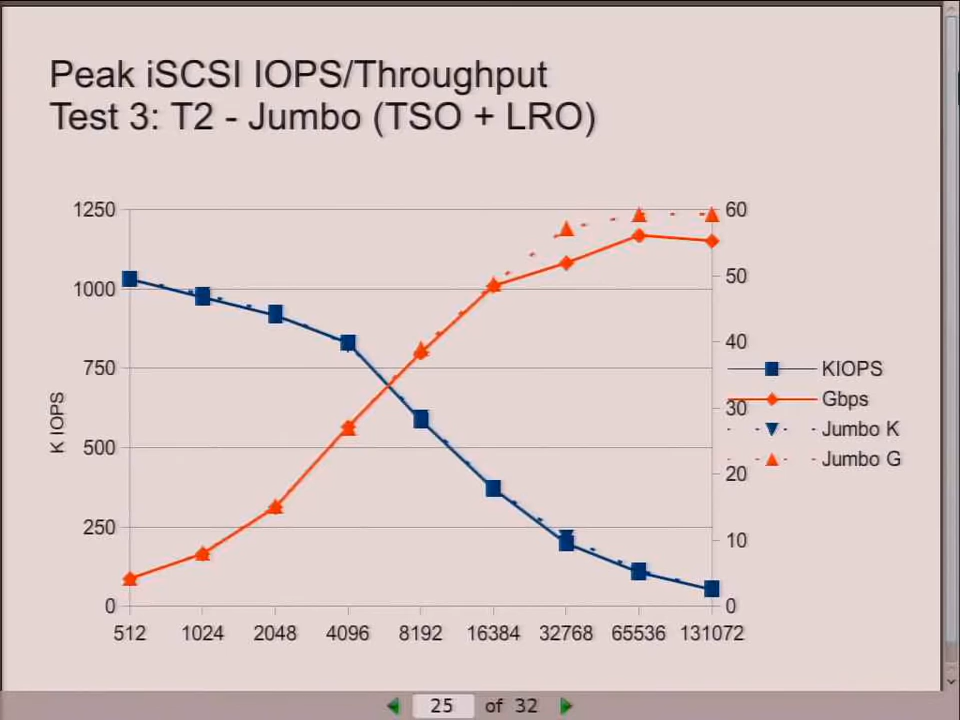 Peak iSCSI IOPS/Throughput
Test 3: T2 - Jumbo (TSO + LRO)
1250
1000
750
500
250
0
K IOPS
60
50
40
30
20
10
0
KIOPS
Gbps
Jumbo K
Jumbo G
512 1024 2048 4096 8192 16384 32768 65536 131072
25 of 32